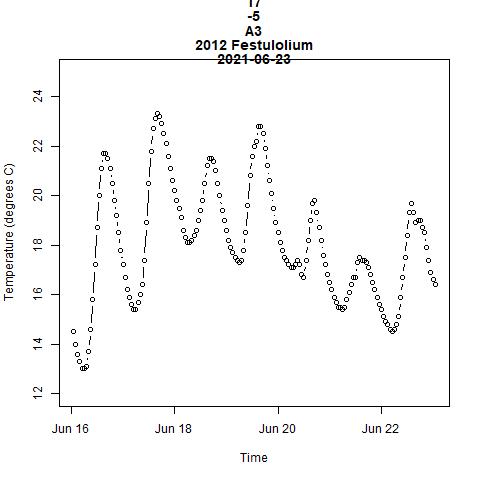 17
-5
A3
2012 Festulolium
2021-06-23
Temperature (degrees C)
24
22
20
18
16
14
12
Jun 16
Jun 18
Jun 20
Jun 22
Time